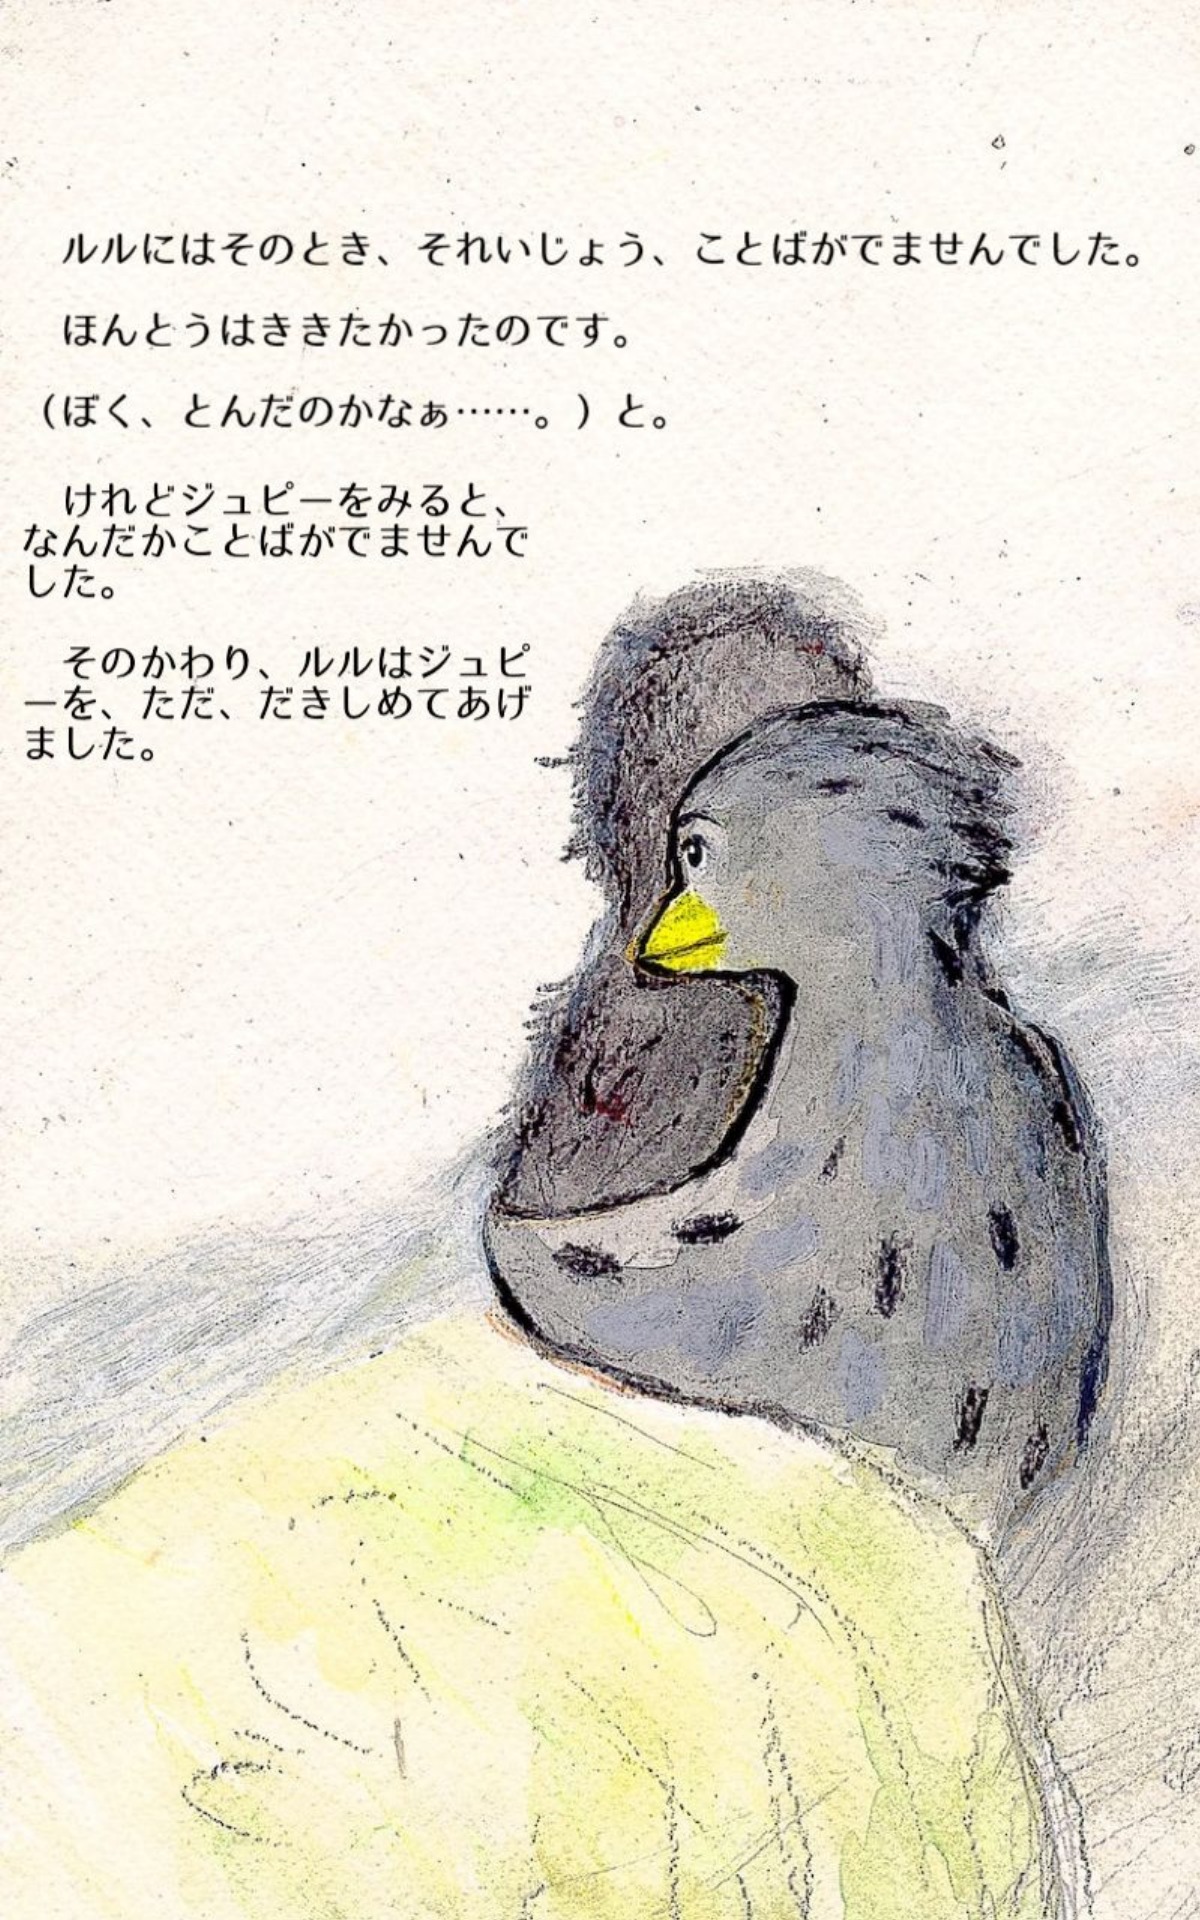 ルルにはそのとき、それいじょう、ことばがでませんでした。
ほんとうはききたかったのです。
（ぼく、とんだのかなぁ……。）と。
けれどジュピーをみると、
なんだかことばがでませんで
した。
そのかわり、ルルはジュピ
ーを、ただ、だきしめてあげ
ました。